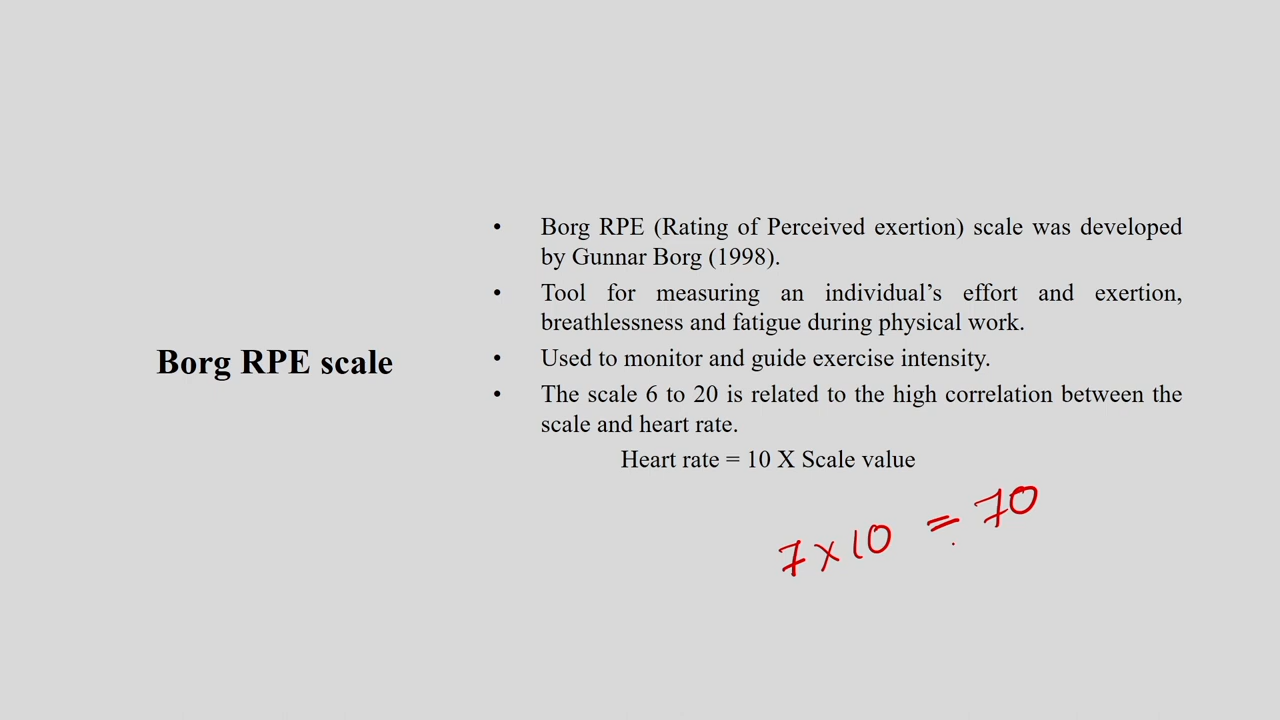 Borg RPE scale
• Borg RPE (Rating of Perceived exertion) scale was developed
by Gunnar Borg (1998).
• Tool for measuring an individual’s effort and exertion,
breathlessness and fatigue during physical work.
• Used to monitor and guide exercise intensity.
• The scale 6 to 20 is related to the high correlation between the
scale and heart rate.
Heart rate = 10 X Scale value
7 x 10 = 70